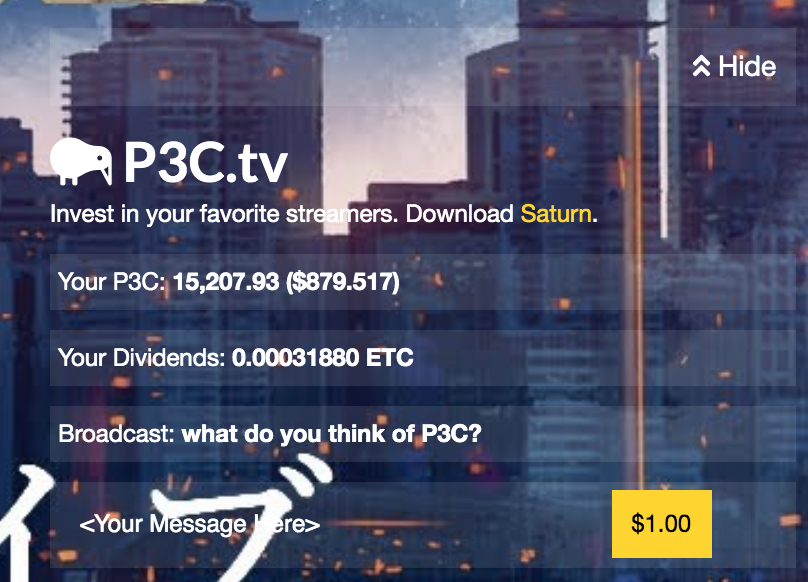 Hide
P3C.tv
Invest in your favorite streamers. Download Saturn.
Your P3C: 15,207.93 ($879.517)
Your Dividends: 0.00031880 ETC
Broadcast: what do you think of P3C?
イブ
<Your Message Here>
$1.00